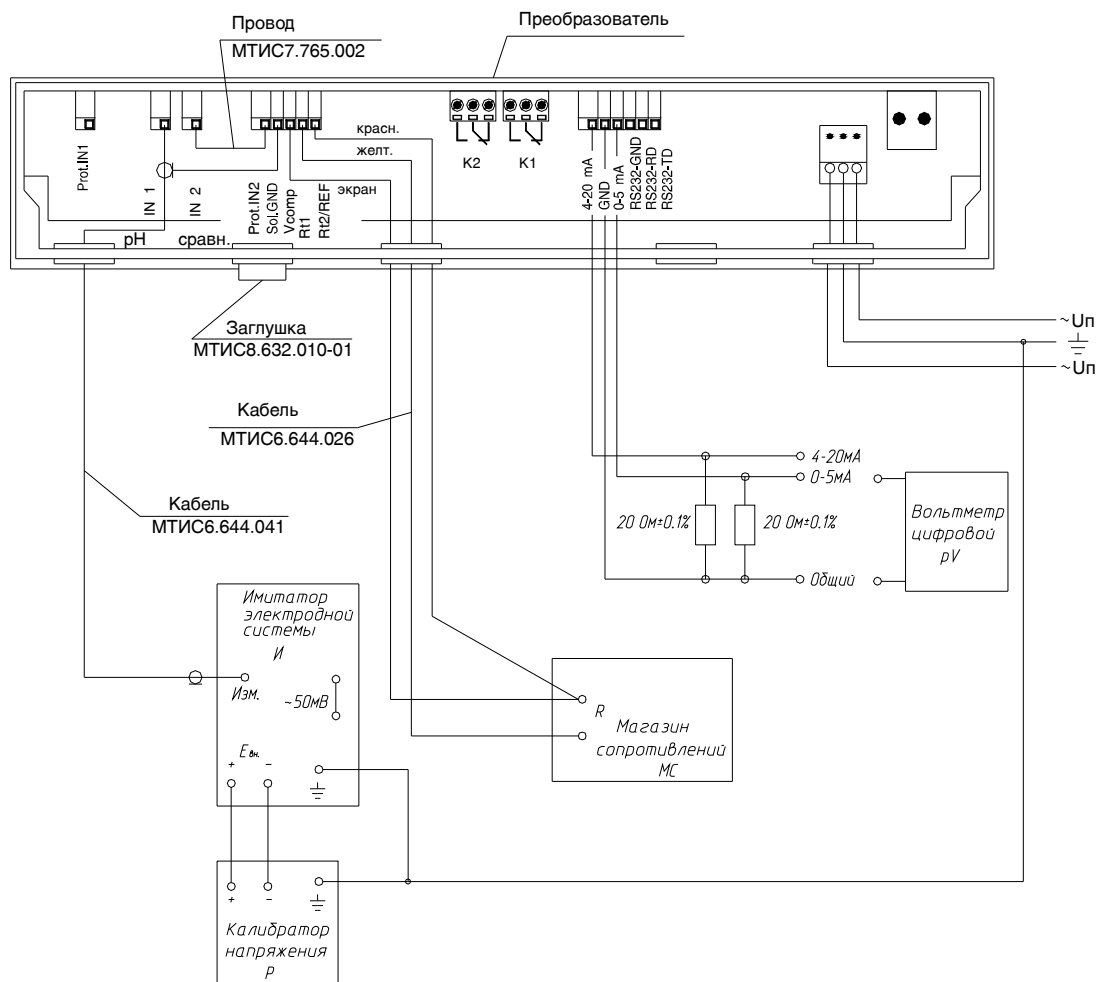 Провод
МТИС7.765.002
Преобразователь
Prot.IN1
IN 1
IN 2
Prot.IN2
Sol.GND
Vcomp
Rt1
Rt2/REF
красн.
желт.
экран
K2
K1
4-20 mA
GND
0-5 mA
RS232-GND
RS232-RD
RS232-TD
pH
сравн.
Заглушка
МТИС8.632.010-01
~Uп
~Uп
Кабель
МТИС6.644.026
Кабель
МТИС6.644.041
4-20мА
0-5мА
20 Ом±0.1%
20 Ом±0.1%
Общий
Вольтметр
цифровой
pV
Имитатор
электродной
системы
И
Изм.
~50мВ
Eвн.
+ -
R
Магазин
сопротивлений
МС
+ -
Калибратор
напряжения
Р